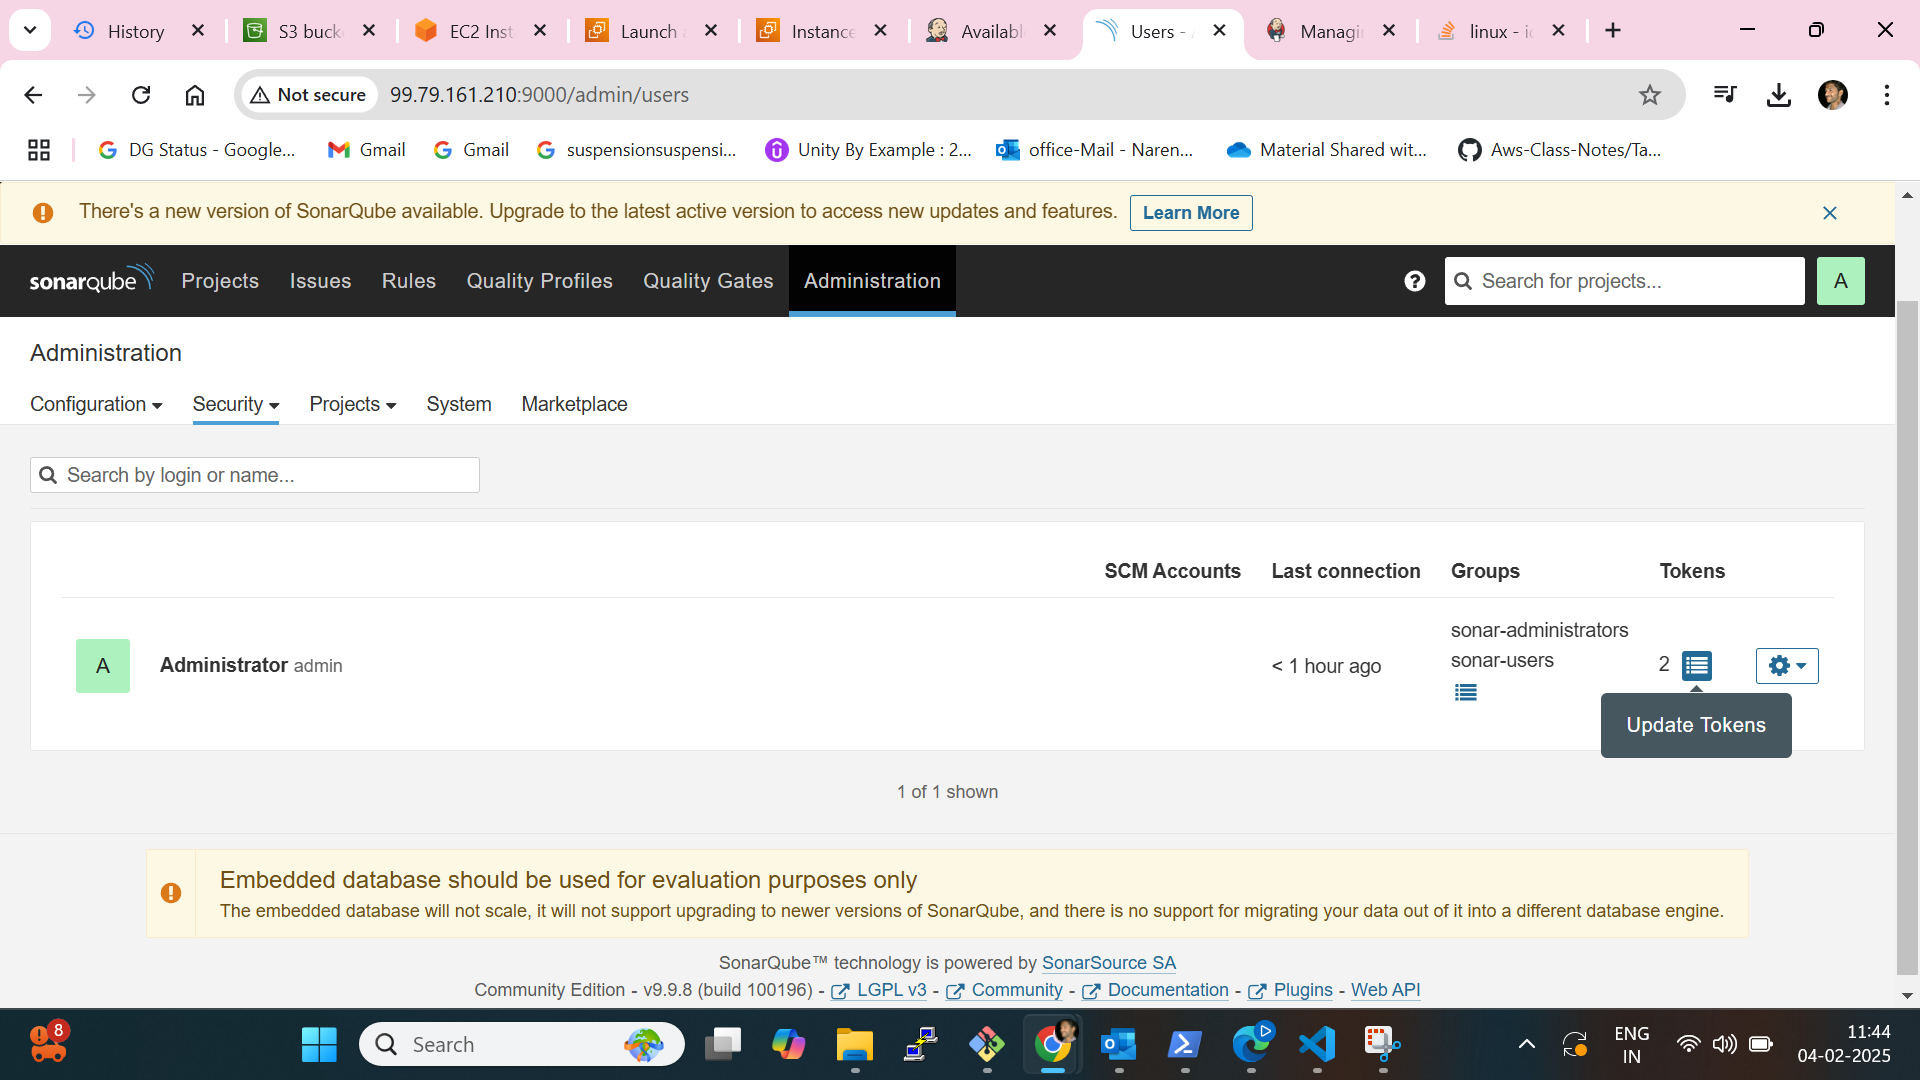 History
S3 buck
EC2 Inst
Launch a
Instance
Availabl
Users - A
Managi
linux - ic
Not secure
99.79.161.210:9000/admin/users
DG Status - Google...
Gmail
Gmail
suspensionsuspensi...
Unity By Example : 2...
office-Mail - Naren...
Material Shared wit...
Aws-Class-Notes/Ta...
There's a new version of SonarQube available. Upgrade to the latest active version to access new updates and features.
Learn More
sonarqube
Projects
Issues
Rules
Quality Profiles
Quality Gates
Administration
Search for projects...
A
Administration
Configuration
Security
Projects
System
Marketplace
Search by login or name...
SCM Accounts
Last connection
Groups
Tokens
A
Administrator admin
< 1 hour ago
sonar-administrators
sonar-users
2
Update Tokens
1 of 1 shown
Embedded database should be used for evaluation purposes only
The embedded database will not scale, it will not support upgrading to newer versions of SonarQube, and there is no support for migrating your data out of it into a different database engine.
SonarQube™ technology is powered by SonarSource SA
Community Edition - v9.9.8 (build 100196) - LGPL v3 - Community - Documentation - Plugins - Web API
8
Search
ENG
IN
11:44
04-02-2025